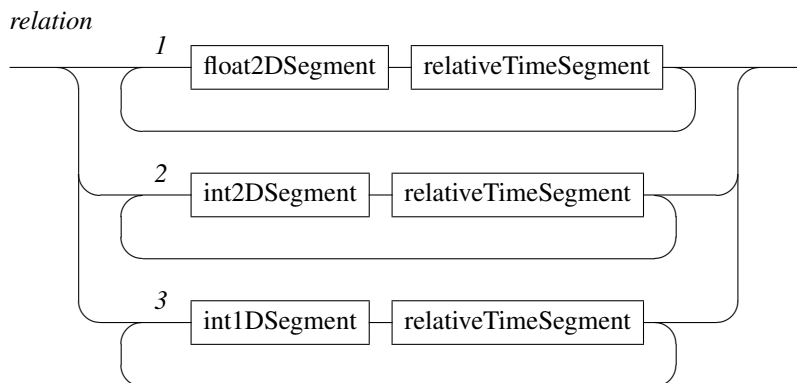 relation
1 float2DSegment relativeTimeSegment
2 int2DSegment relativeTimeSegment
3 int1DSegment relativeTimeSegment